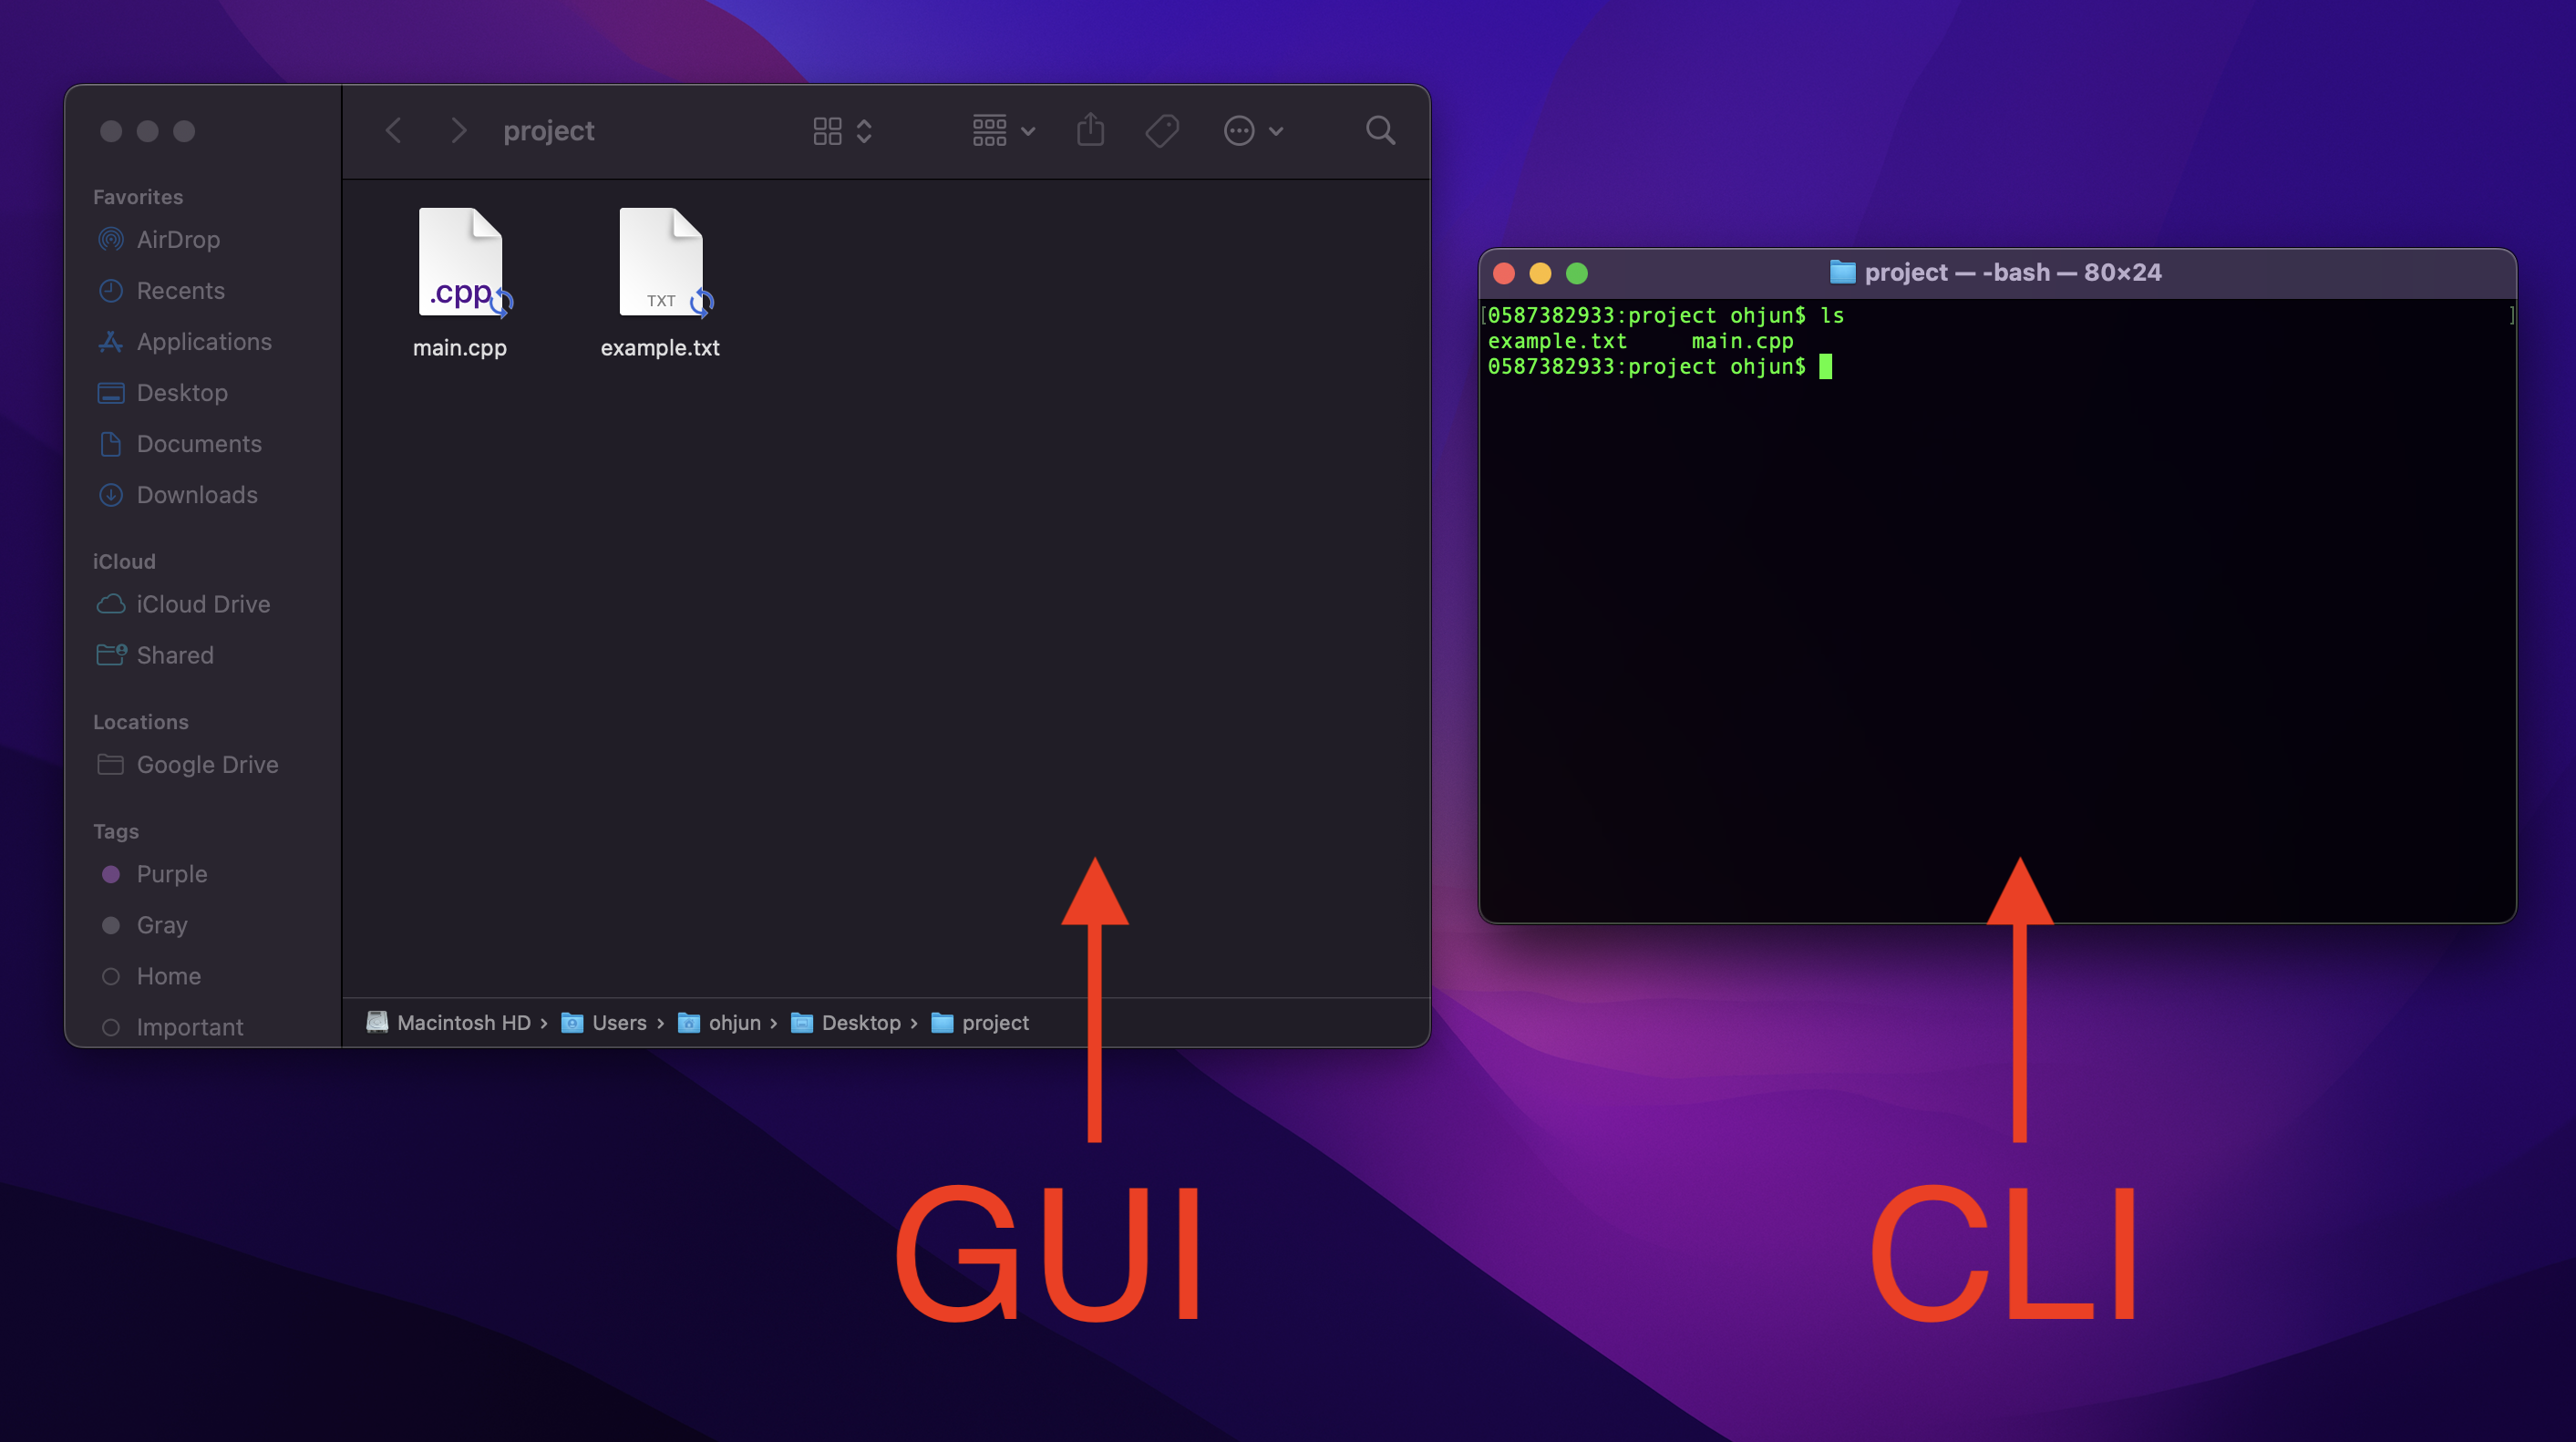 project
Favorites
AirDrop
Recents
Applications
Desktop
Documents
Downloads
iCloud
iCloud Drive
Shared
Locations
Google Drive
Tags
Purple
Gray
Home
Important
.cpp
TXT
main.cpp
example.txt
Macintosh HD › Users › ohjun › Desktop › project
project — -bash — 80×24
[0587382933:project ohjun$ ls ]
example.txt main.cpp
0587382933:project ohjun$
GUI
CLI